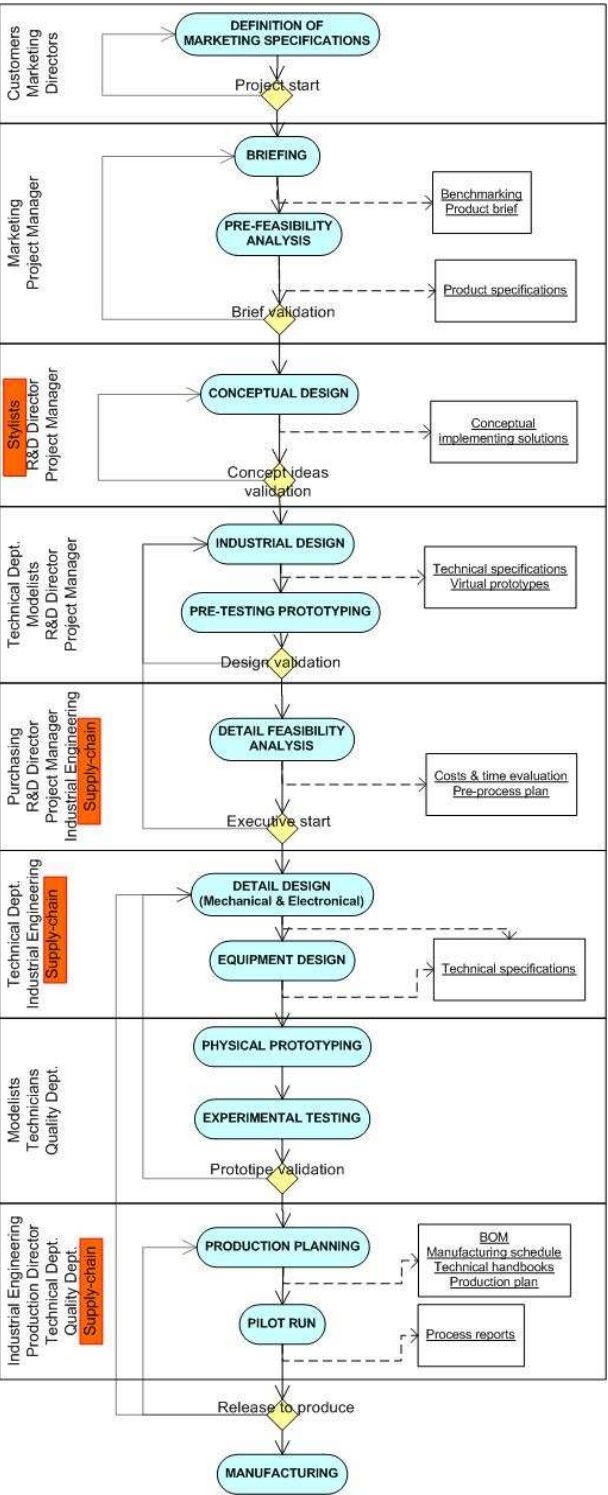 Customers
Marketing
Directors
DEFINITION OF
MARKETING SPECIFICATIONS
Project start
Marketing
Project Manager
BRIEFING
Benchmarking
Product brief
PRE-FEASIBILITY
ANALYSIS
Product specifications
Brief validation
Stylists
R&D Director
Project Manager
CONCEPTUAL DESIGN
Conceptual
implementing solutions
Concept ideas
validation
Technical Dept.
Modelists
R&D Director
Project Manager
INDUSTRIAL DESIGN
Technical specifications
Virtual prototypes
PRE-TESTING PROTOTYPING
Design validation
Purchasing
R&D Director
Project Manager
Industrial Engineering
Supply-chain
DETAIL FEASIBILITY
ANALYSIS
Costs & time evaluation
Pre-process plan
Executive start
Technical Dept.
Industrial Engineering
Supply-chain
DETAIL DESIGN
(Mechanical & Electronical)
EQUIPMENT DESIGN
Technical specifications
Modelists
Technicians
Quality Dept.
PHYSICAL PROTOTYPING
EXPERIMENTAL TESTING
Prototipe validation
Industrial Engineering
Production Director
Technical Dept.
Quality Dept.
Supply-chain
PRODUCTION PLANNING
BOM
Manufacturing schedule
Technical handbooks
Production plan
PILOT RUN
Process reports
Release to produce
MANUFACTURING